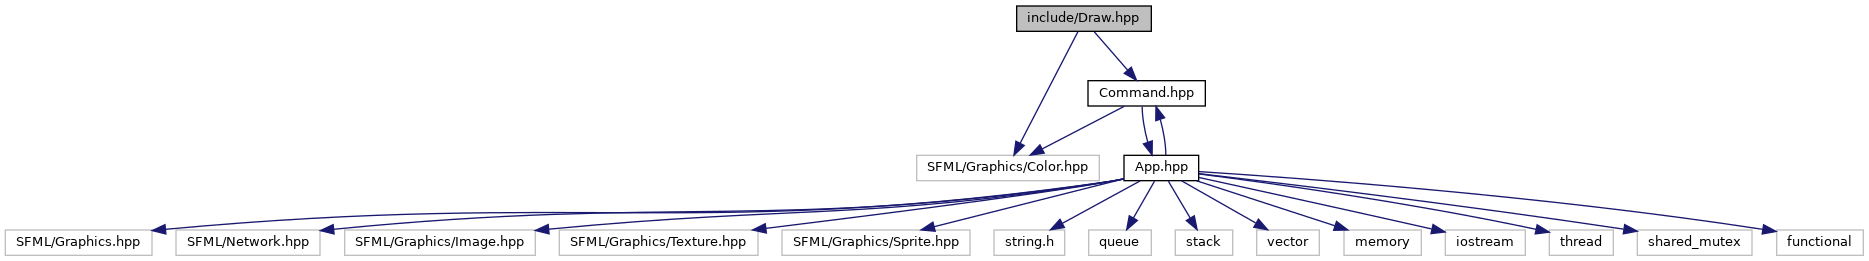 include/Draw.hpp
Command.hpp
SFML/Graphics/Color.hpp
App.hpp
SFML/Graphics.hpp
SFML/Network.hpp
SFML/Graphics/Image.hpp
SFML/Graphics/Texture.hpp
SFML/Graphics/Sprite.hpp
string.h
queue
stack
vector
memory
iostream
thread
shared_mutex
functional